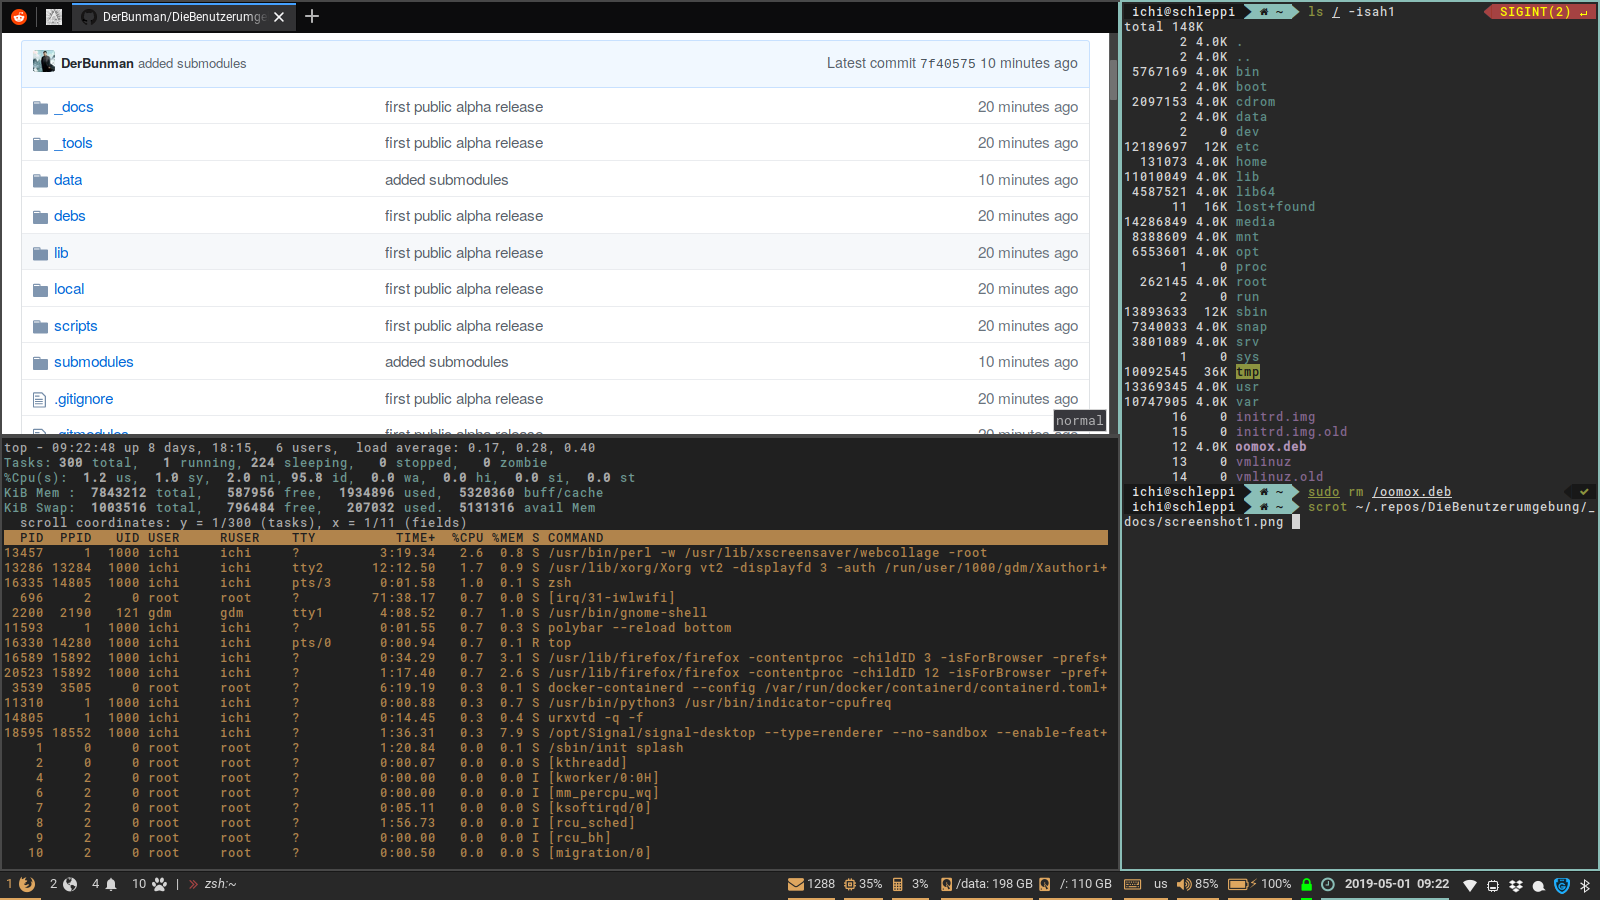 DerBunman/DieBenutzerumge
DerBunman added submodules Latest commit 7f40575 10 minutes ago
_docs first public alpha release 20 minutes ago
_tools first public alpha release 20 minutes ago
data added submodules 10 minutes ago
debs first public alpha release 20 minutes ago
lib first public alpha release 20 minutes ago
local first public alpha release 20 minutes ago
scripts first public alpha release 20 minutes ago
submodules added submodules 10 minutes ago
.gitignore first public alpha release 20 minutes ago
.gitmodules added submodules 10 minutes ago
normal
top - 09:22:48 up 8 days, 18:15,  6 users,  load average: 0.17, 0.28, 0.40
Tasks: 300 total,   1 running, 224 sleeping,   0 stopped,   0 zombie
%Cpu(s):  1.2 us,  1.0 sy,  2.0 ni, 95.8 id,  0.0 wa,  0.0 hi,  0.0 si,  0.0 st
KiB Mem :  7843212 total,   587956 free,  1934896 used,  5320360 buff/cache
KiB Swap:  1003516 total,   796484 free,   207032 used.  5131316 avail Mem
scroll coordinates: y = 1/300 (tasks), x = 1/11 (fields)
PID PPID UID USER RUSER TTY TIME+ %CPU %MEM S COMMAND
13457 1 1000 ichi ichi ? 3:19.34 2.6 0.8 S /usr/bin/perl -w /usr/lib/xscreensaver/webcollage -root
13286 13284 1000 ichi ichi tty2 12:12.50 1.7 0.9 S /usr/lib/xorg/Xorg vt2 -displayfd 3 -auth /run/user/1000/gdm/Xauthori+
16335 14805 1000 ichi ichi pts/3 0:01.58 1.0 0.1 S zsh
696 2 0 root root ? 71:38.17 0.7 0.0 S [irq/31-iwlwifi]
2200 2190 121 gdm gdm tty1 4:08.52 0.7 1.0 S /usr/bin/gnome-shell
11593 1 1000 ichi ichi ? 0:01.55 0.7 0.3 S polybar --reload bottom
16330 14280 1000 ichi ichi pts/0 0:00.94 0.7 0.1 R top
16589 15892 1000 ichi ichi ? 0:34.29 0.7 3.1 S /usr/lib/firefox/firefox -contentproc -childID 3 -isForBrowser -prefs+
20523 15892 1000 ichi ichi ? 1:17.40 0.7 2.6 S /usr/lib/firefox/firefox -contentproc -childID 12 -isForBrowser -pref+
3539 3505 0 root root ? 6:19.19 0.3 0.1 S docker-containerd --config /var/run/docker/containerd/containerd.toml+
11310 1 1000 ichi ichi ? 0:00.88 0.3 0.7 S /usr/bin/python3 /usr/bin/indicator-cpufreq
14805 1 1000 ichi ichi ? 0:14.45 0.3 0.4 S urxvtd -q -f
18595 18552 1000 ichi ichi ? 1:36.31 0.3 7.9 S /opt/Signal/signal-desktop --type=renderer --no-sandbox --enable-feat+
1 0 0 root root ? 1:20.84 0.0 0.1 S /sbin/init splash
2 0 0 root root ? 0:00.07 0.0 0.0 S [kthreadd]
4 2 0 root root ? 0:00.00 0.0 0.0 I [kworker/0:0H]
6 2 0 root root ? 0:00.00 0.0 0.0 I [mm_percpu_wq]
7 2 0 root root ? 0:05.11 0.0 0.0 S [ksoftirqd/0]
8 2 0 root root ? 1:56.73 0.0 0.0 I [rcu_sched]
9 2 0 root root ? 0:00.00 0.0 0.0 I [rcu_bh]
10 2 0 root root ? 0:00.50 0.0 0.0 S [migration/0]
ichi@schleppi ~ ls / -isah1 SIGINT(2) ↵
total 148K
2 4.0K .
2 4.0K ..
5767169 4.0K bin
2 4.0K boot
2097153 4.0K cdrom
2 4.0K data
2 0 dev
12189697 12K etc
131073 4.0K home
11010049 4.0K lib
4587521 4.0K lib64
11 16K lost+found
14286849 4.0K media
8388609 4.0K mnt
6553601 4.0K opt
1 0 proc
262145 4.0K root
2 0 run
13893633 12K sbin
7340033 4.0K snap
3801089 4.0K srv
1 0 sys
10092545 36K tmp
13369345 4.0K usr
10747905 4.0K var
16 0 initrd.img
15 0 initrd.img.old
12 4.0K oomox.deb
13 0 vmlinuz
14 0 vmlinuz.old
ichi@schleppi ~ sudo rm /oomox.deb ✔
ichi@schleppi ~ scrot ~/.repos/DieBenutzerumgebung/_
docs/screenshot1.png
1 2 4 10 | » zsh:~ 1288 35% 3% /data: 198 GB /: 110 GB us 85% 100% 2019-05-01 09:22